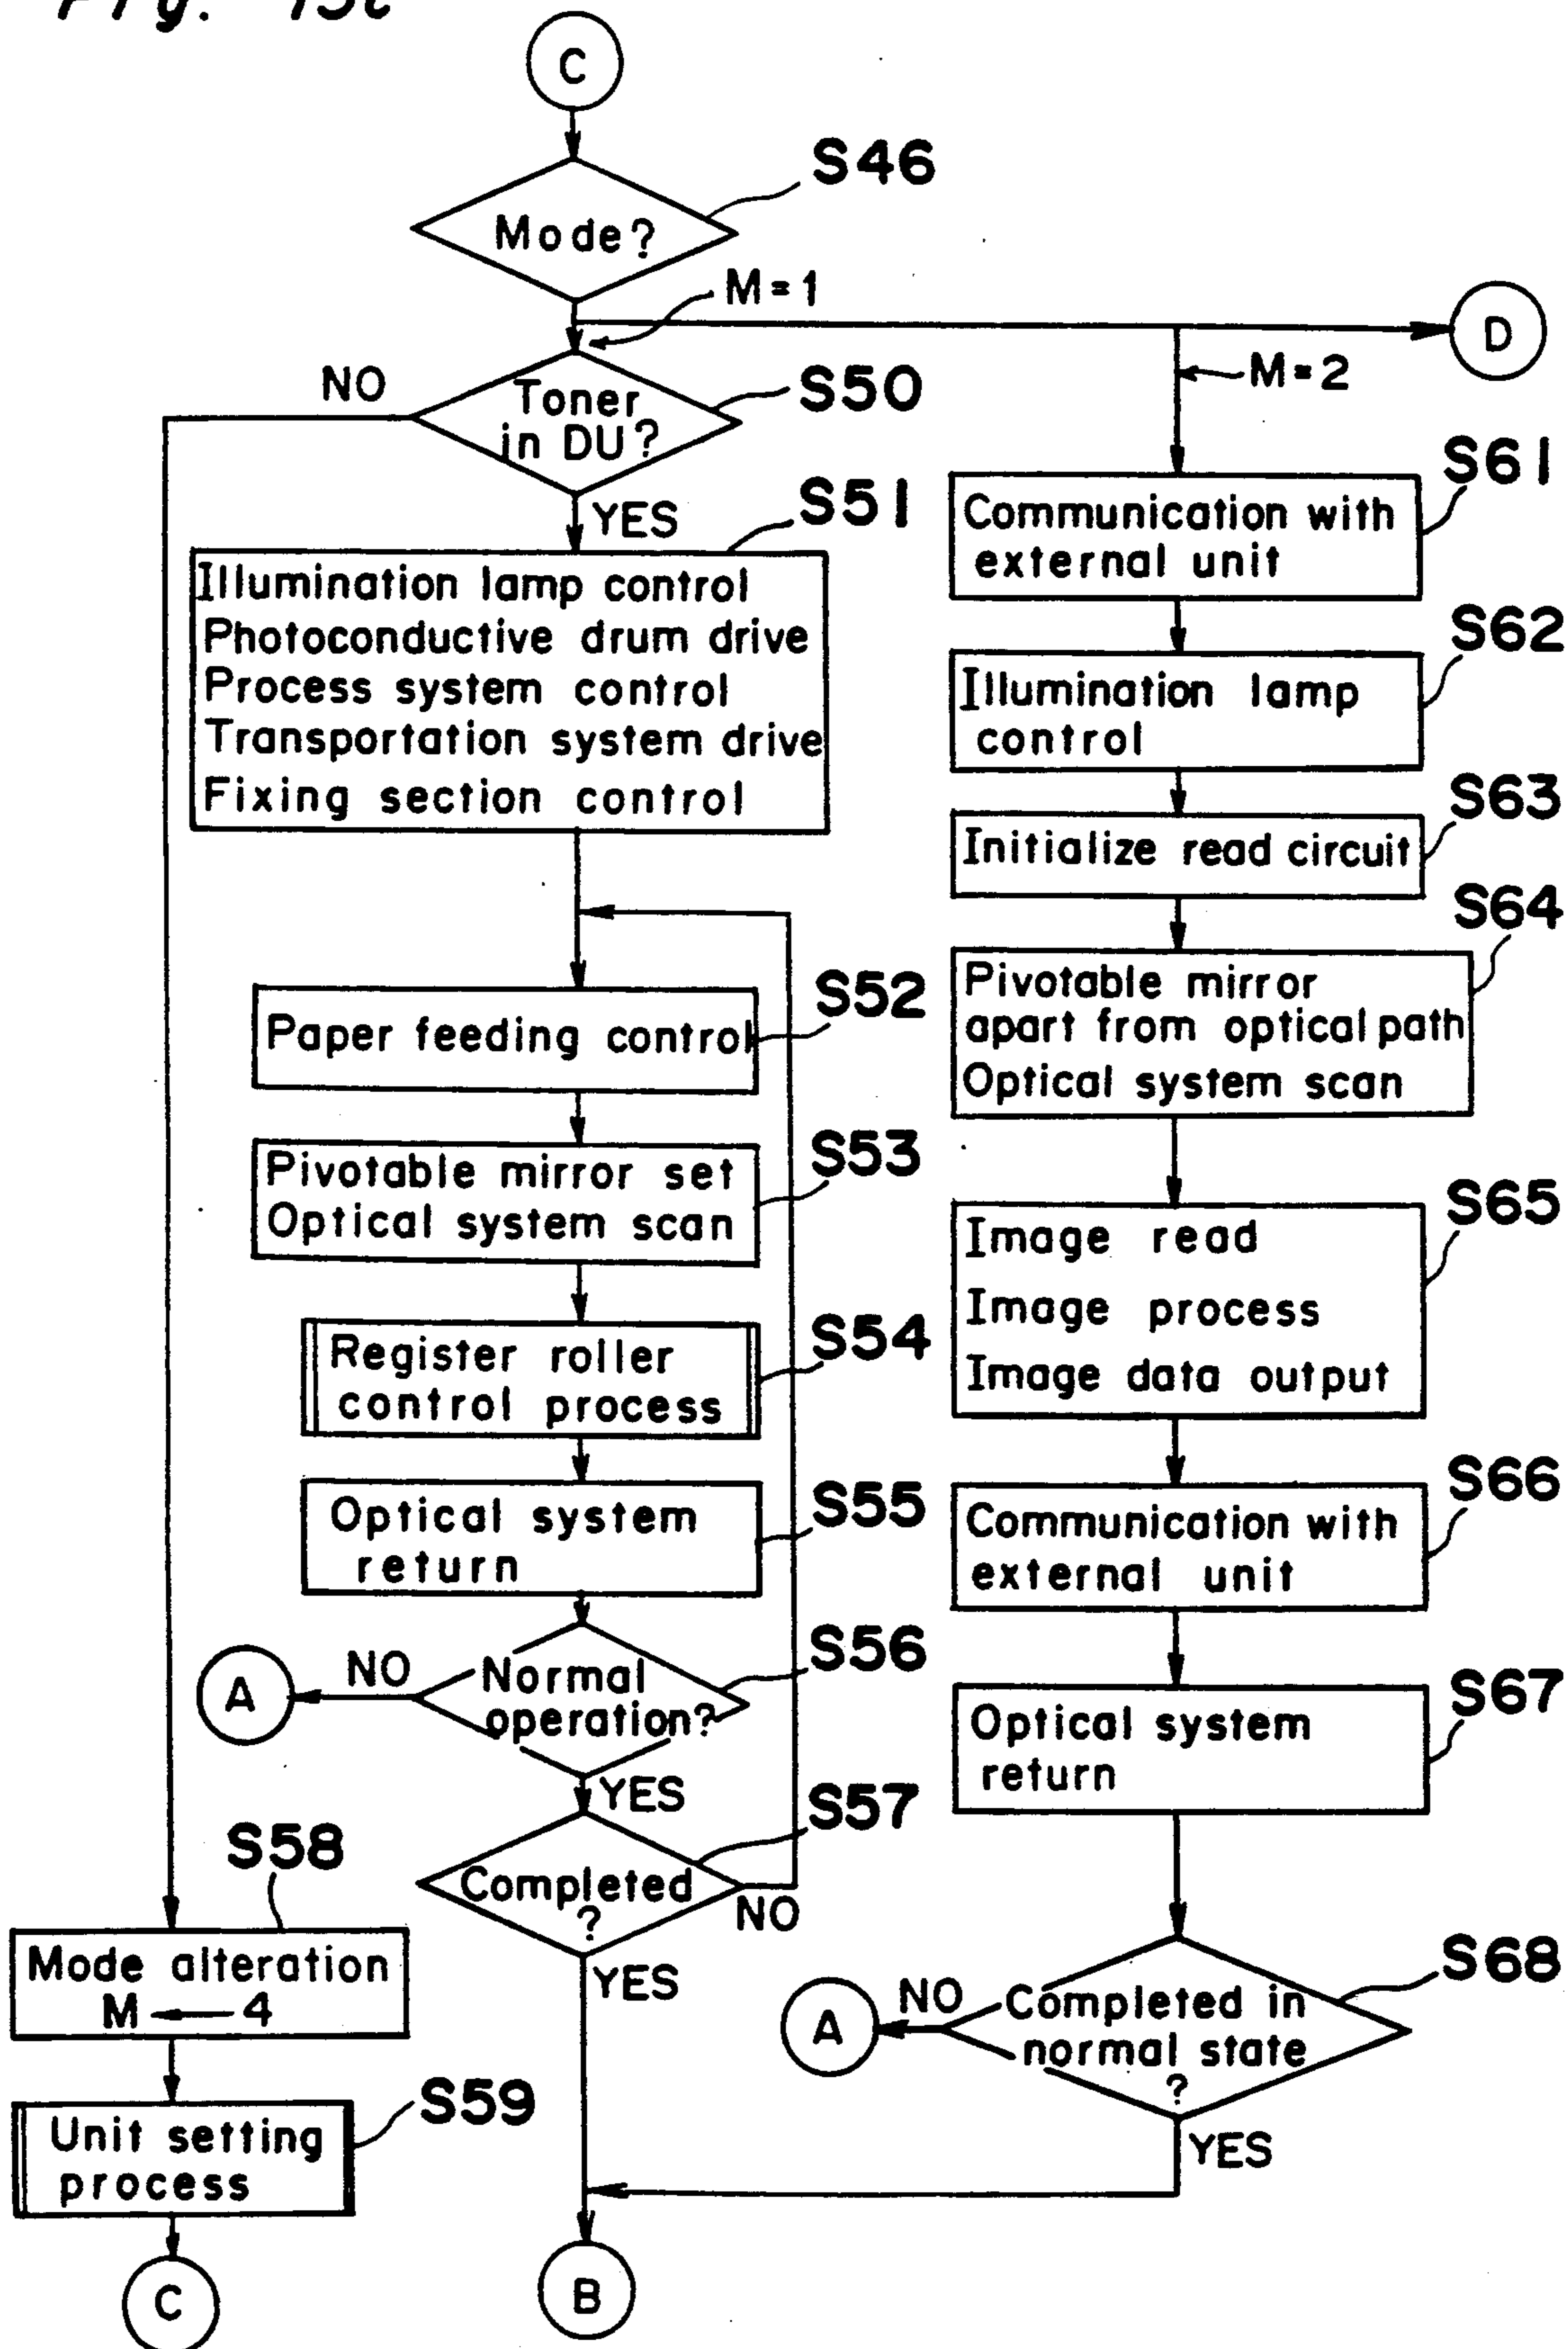 Fig. 15c
C
S46
Mode?
M=1
D
M=2
NO
Toner
in DU?
S50
YES
S51
Illumination lamp control
Photoconductive drum drive
Process system control
Transportation system drive
Fixing section control
Paper feeding control
S52
Pivotable mirror set
Optical system scan
S53
Register roller
control process
S54
Optical system
return
S55
A
NO
Normal
operation?
S56
YES
S57
Completed
?
NO
YES
S58
Mode alteration
M ← 4
S59
Unit setting
process
C
B
S61
Communication with
external unit
S62
Illumination lamp
control
S63
Initialize read circuit
S64
Pivotable mirror
apart from optical path
Optical system scan
S65
Image read
Image process
Image data output
S66
Communication with
external unit
S67
Optical system
return
S68
A
NO
Completed in
normal state
?
YES